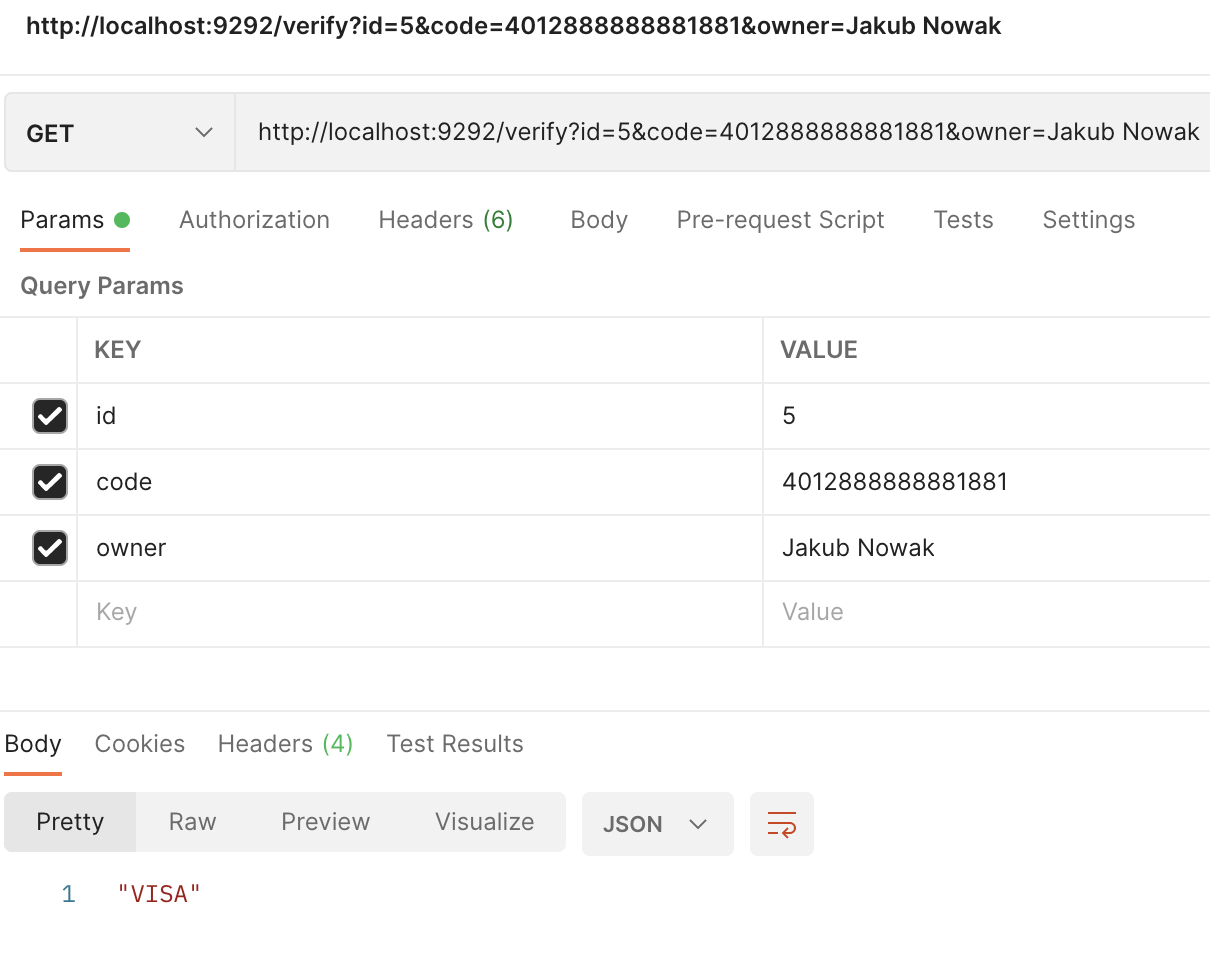 http://localhost:9292/verify?id=5&code=4012888888881881&owner=Jakub Nowak
GET http://localhost:9292/verify?id=5&code=4012888888881881&owner=Jakub Nowak
Params Authorization Headers (6) Body Pre-request Script Tests Settings
Query Params
KEY VALUE
id 5
code 4012888888881881
owner Jakub Nowak
Key Value
Body Cookies Headers (4) Test Results
Pretty Raw Preview Visualize JSON
1 "VISA"